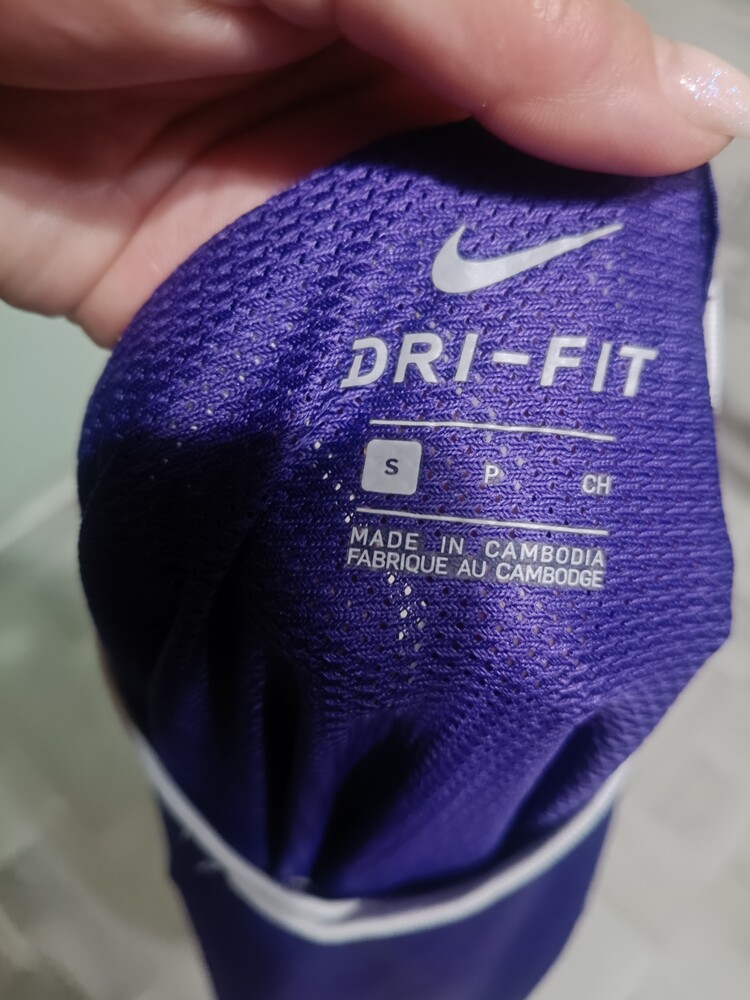 DRI-FIT
S P CH
MADE IN CAMBODIA
FABRIQUE AU CAMBODGE